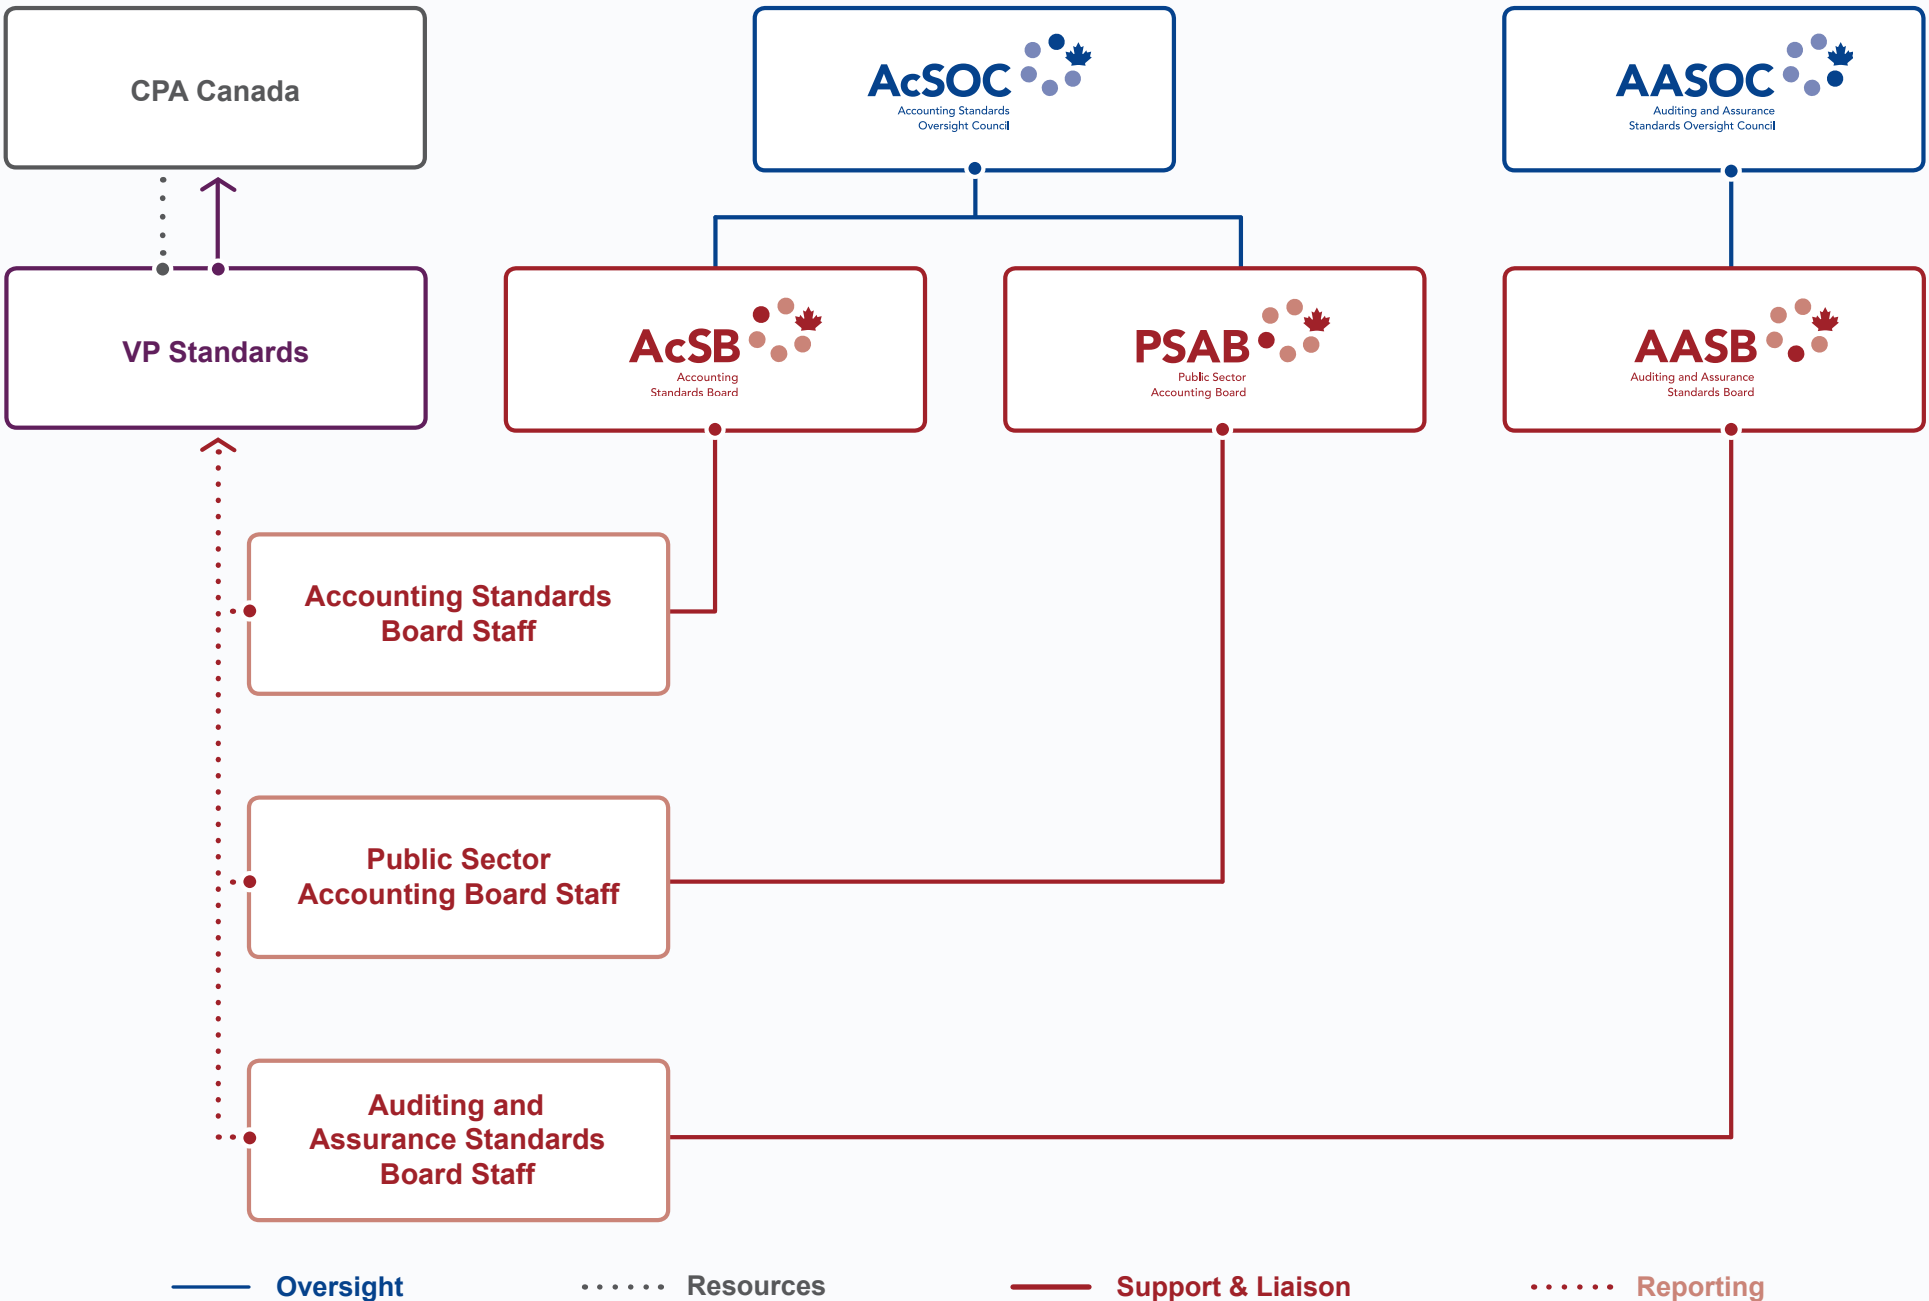 CPA Canada
AcSOC
Accounting Standards
Oversight Council
AASOC
Auditing and Assurance
Standards Oversight Council
VP Standards
AcSB
Accounting
Standards Board
PSAB
Public Sector
Accounting Board
AASB
Auditing and Assurance
Standards Board
Accounting Standards
Board Staff
Public Sector
Accounting Board Staff
Auditing and
Assurance Standards
Board Staff
Oversight
Resources
Support & Liaison
Reporting